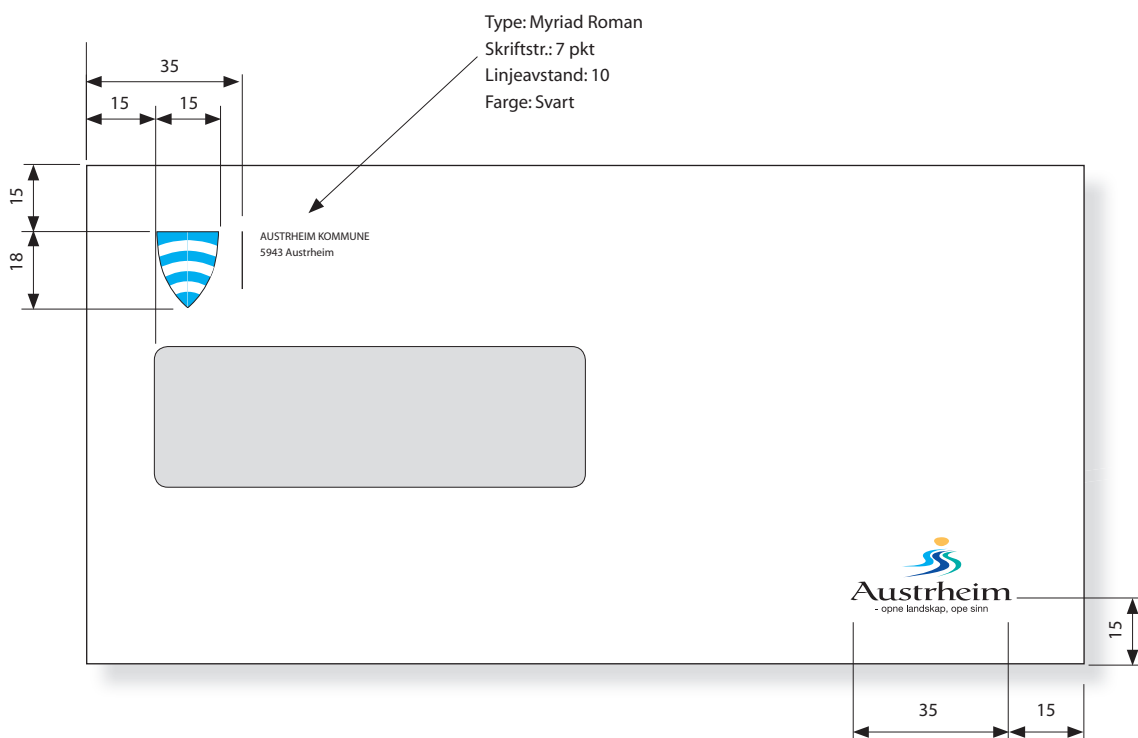 Type: Myriad Roman
Skriftstr.: 7 pkt
Linjeavstand: 10
Farge: Svart
35
15
15
15
18
AUSTRHEIM KOMMUNE
5943 Austrheim
Austrheim
- opne landskap, ope sinn
15
35
15